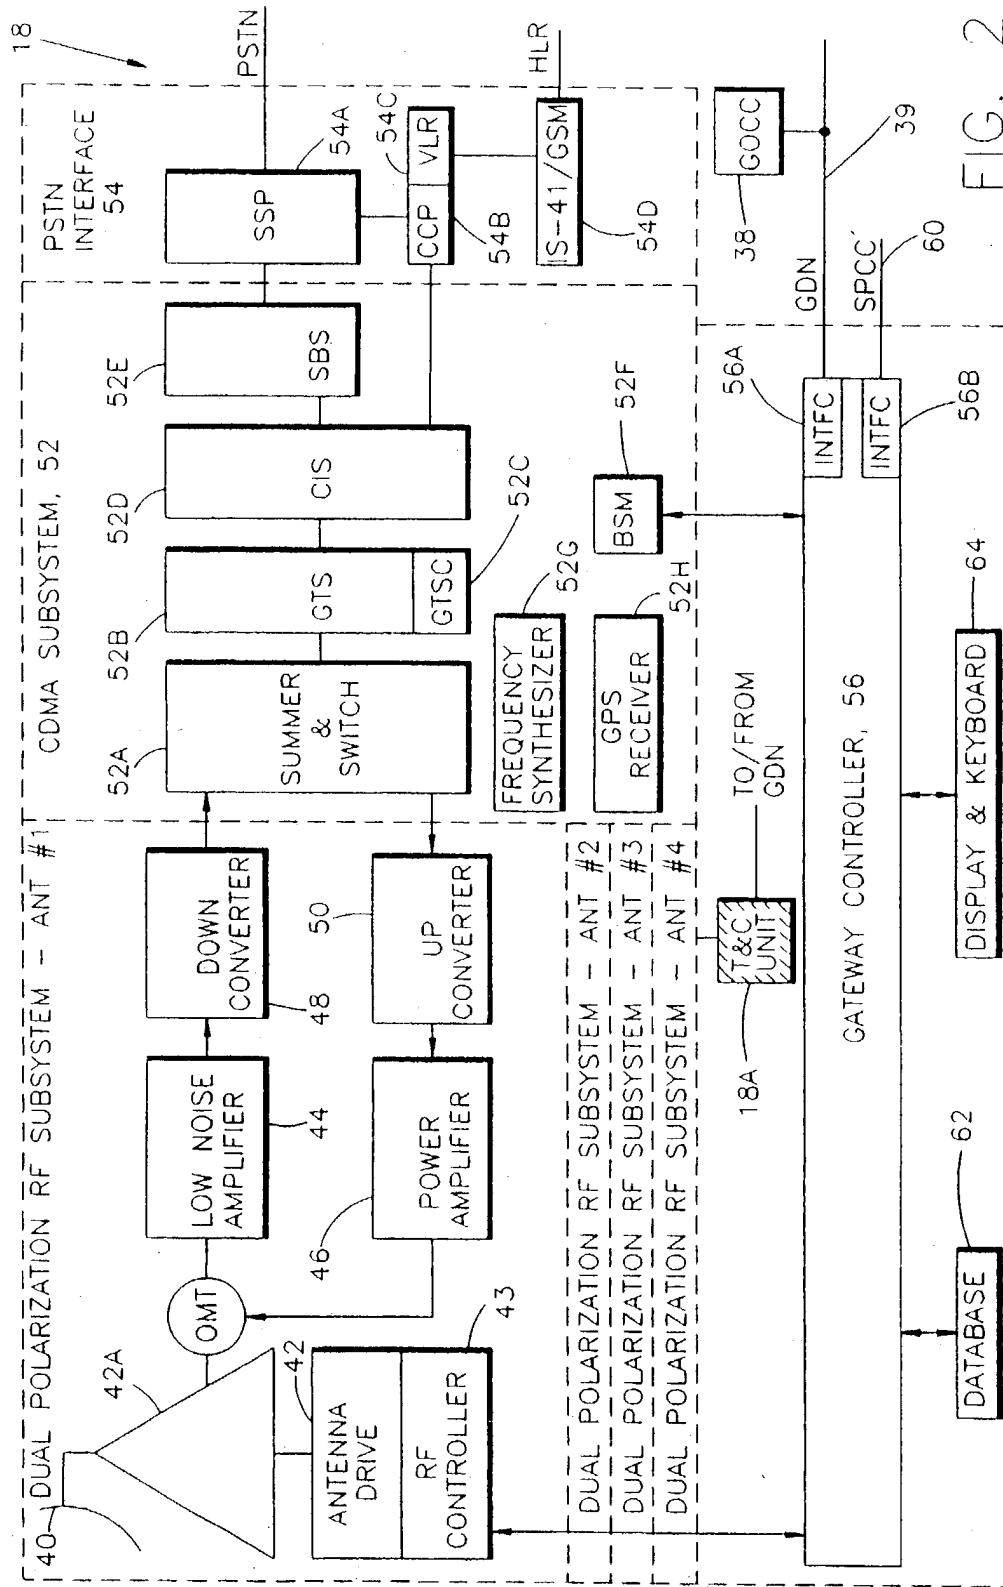 18
DUAL POLARIZATION RF SUBSYSTEM – ANT #1
CDMA SUBSYSTEM, 52
PSTN
INTERFACE
54
PSTN
40
42A
OMT
LOW NOISE
AMPLIFIER
44
DOWN
CONVERTER
48
52A
SUMMER
&
SWITCH
52B
GTS
GTSC
52C
52D
CIS
52E
SBS
SSP
54A
CCP
VLR
54B
54C
IS-41/GSM
54D
HLR
46
POWER
AMPLIFIER
50
UP
CONVERTER
42
ANTENNA
DRIVE
RF
CONTROLLER
43
FREQUENCY
SYNTHESIZER
52G
GPS
RECEIVER
52H
BSM
52F
DUAL POLARIZATION RF SUBSYSTEM – ANT #2
DUAL POLARIZATION RF SUBSYSTEM – ANT #3
DUAL POLARIZATION RF SUBSYSTEM – ANT #4
T&C
UNIT
18A
TO/FROM
GDN
38
GOCC
39
GDN
SPCC
60
56A
INTFC
INTFC
56B
GATEWAY CONTROLLER, 56
DATABASE
62
DISPLAY & KEYBOARD
64
FIG. 2